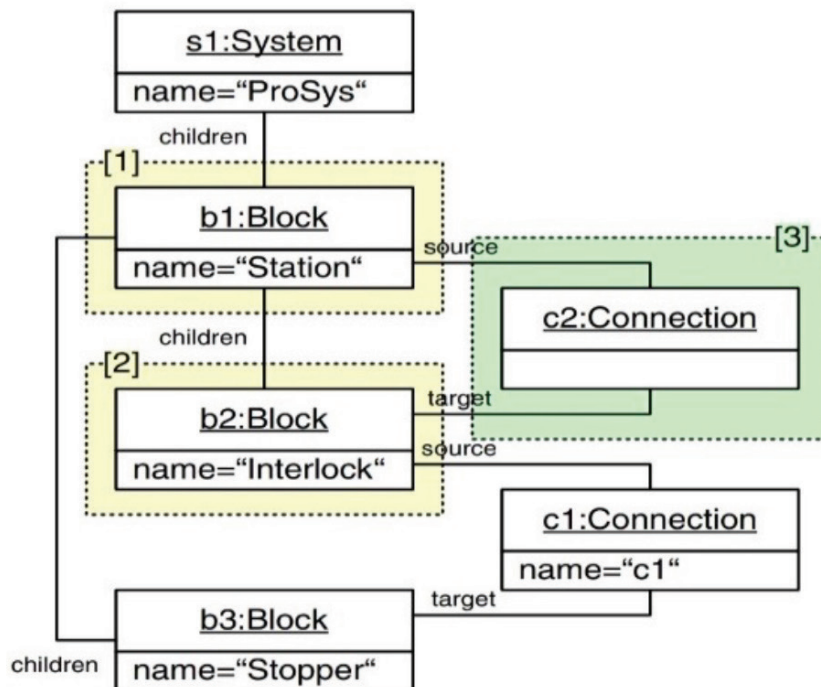 s1:System
name=“ProSys“
children
[1]
b1:Block
name=“Station“
source
[3]
c2:Connection
children
[2]
b2:Block
name=“Interlock“
target
source
c1:Connection
name=“c1“
b3:Block
name=“Stopper“
target
children